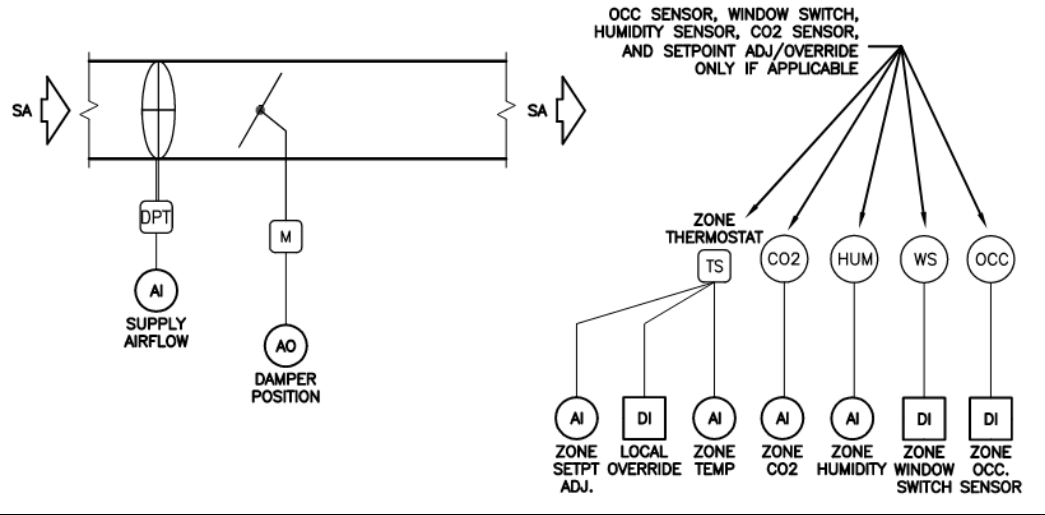 OCC SENSOR, WINDOW SWITCH,
HUMIDITY SENSOR, CO2 SENSOR,
AND SETPOINT ADJ/OVERRIDE
ONLY IF APPLICABLE
SA
SA
DPT
M
AI
SUPPLY
AIRFLOW
AO
DAMPER
POSITION
ZONE
THERMOSTAT
TS
CO2
HUM
WS
OCC
AI
ZONE
SETPT
ADJ.
DI
LOCAL
OVERRIDE
AI
ZONE
TEMP
AI
ZONE
CO2
AI
ZONE
HUMIDITY
DI
ZONE
WINDOW
SWITCH
DI
ZONE
OCC.
SENSOR